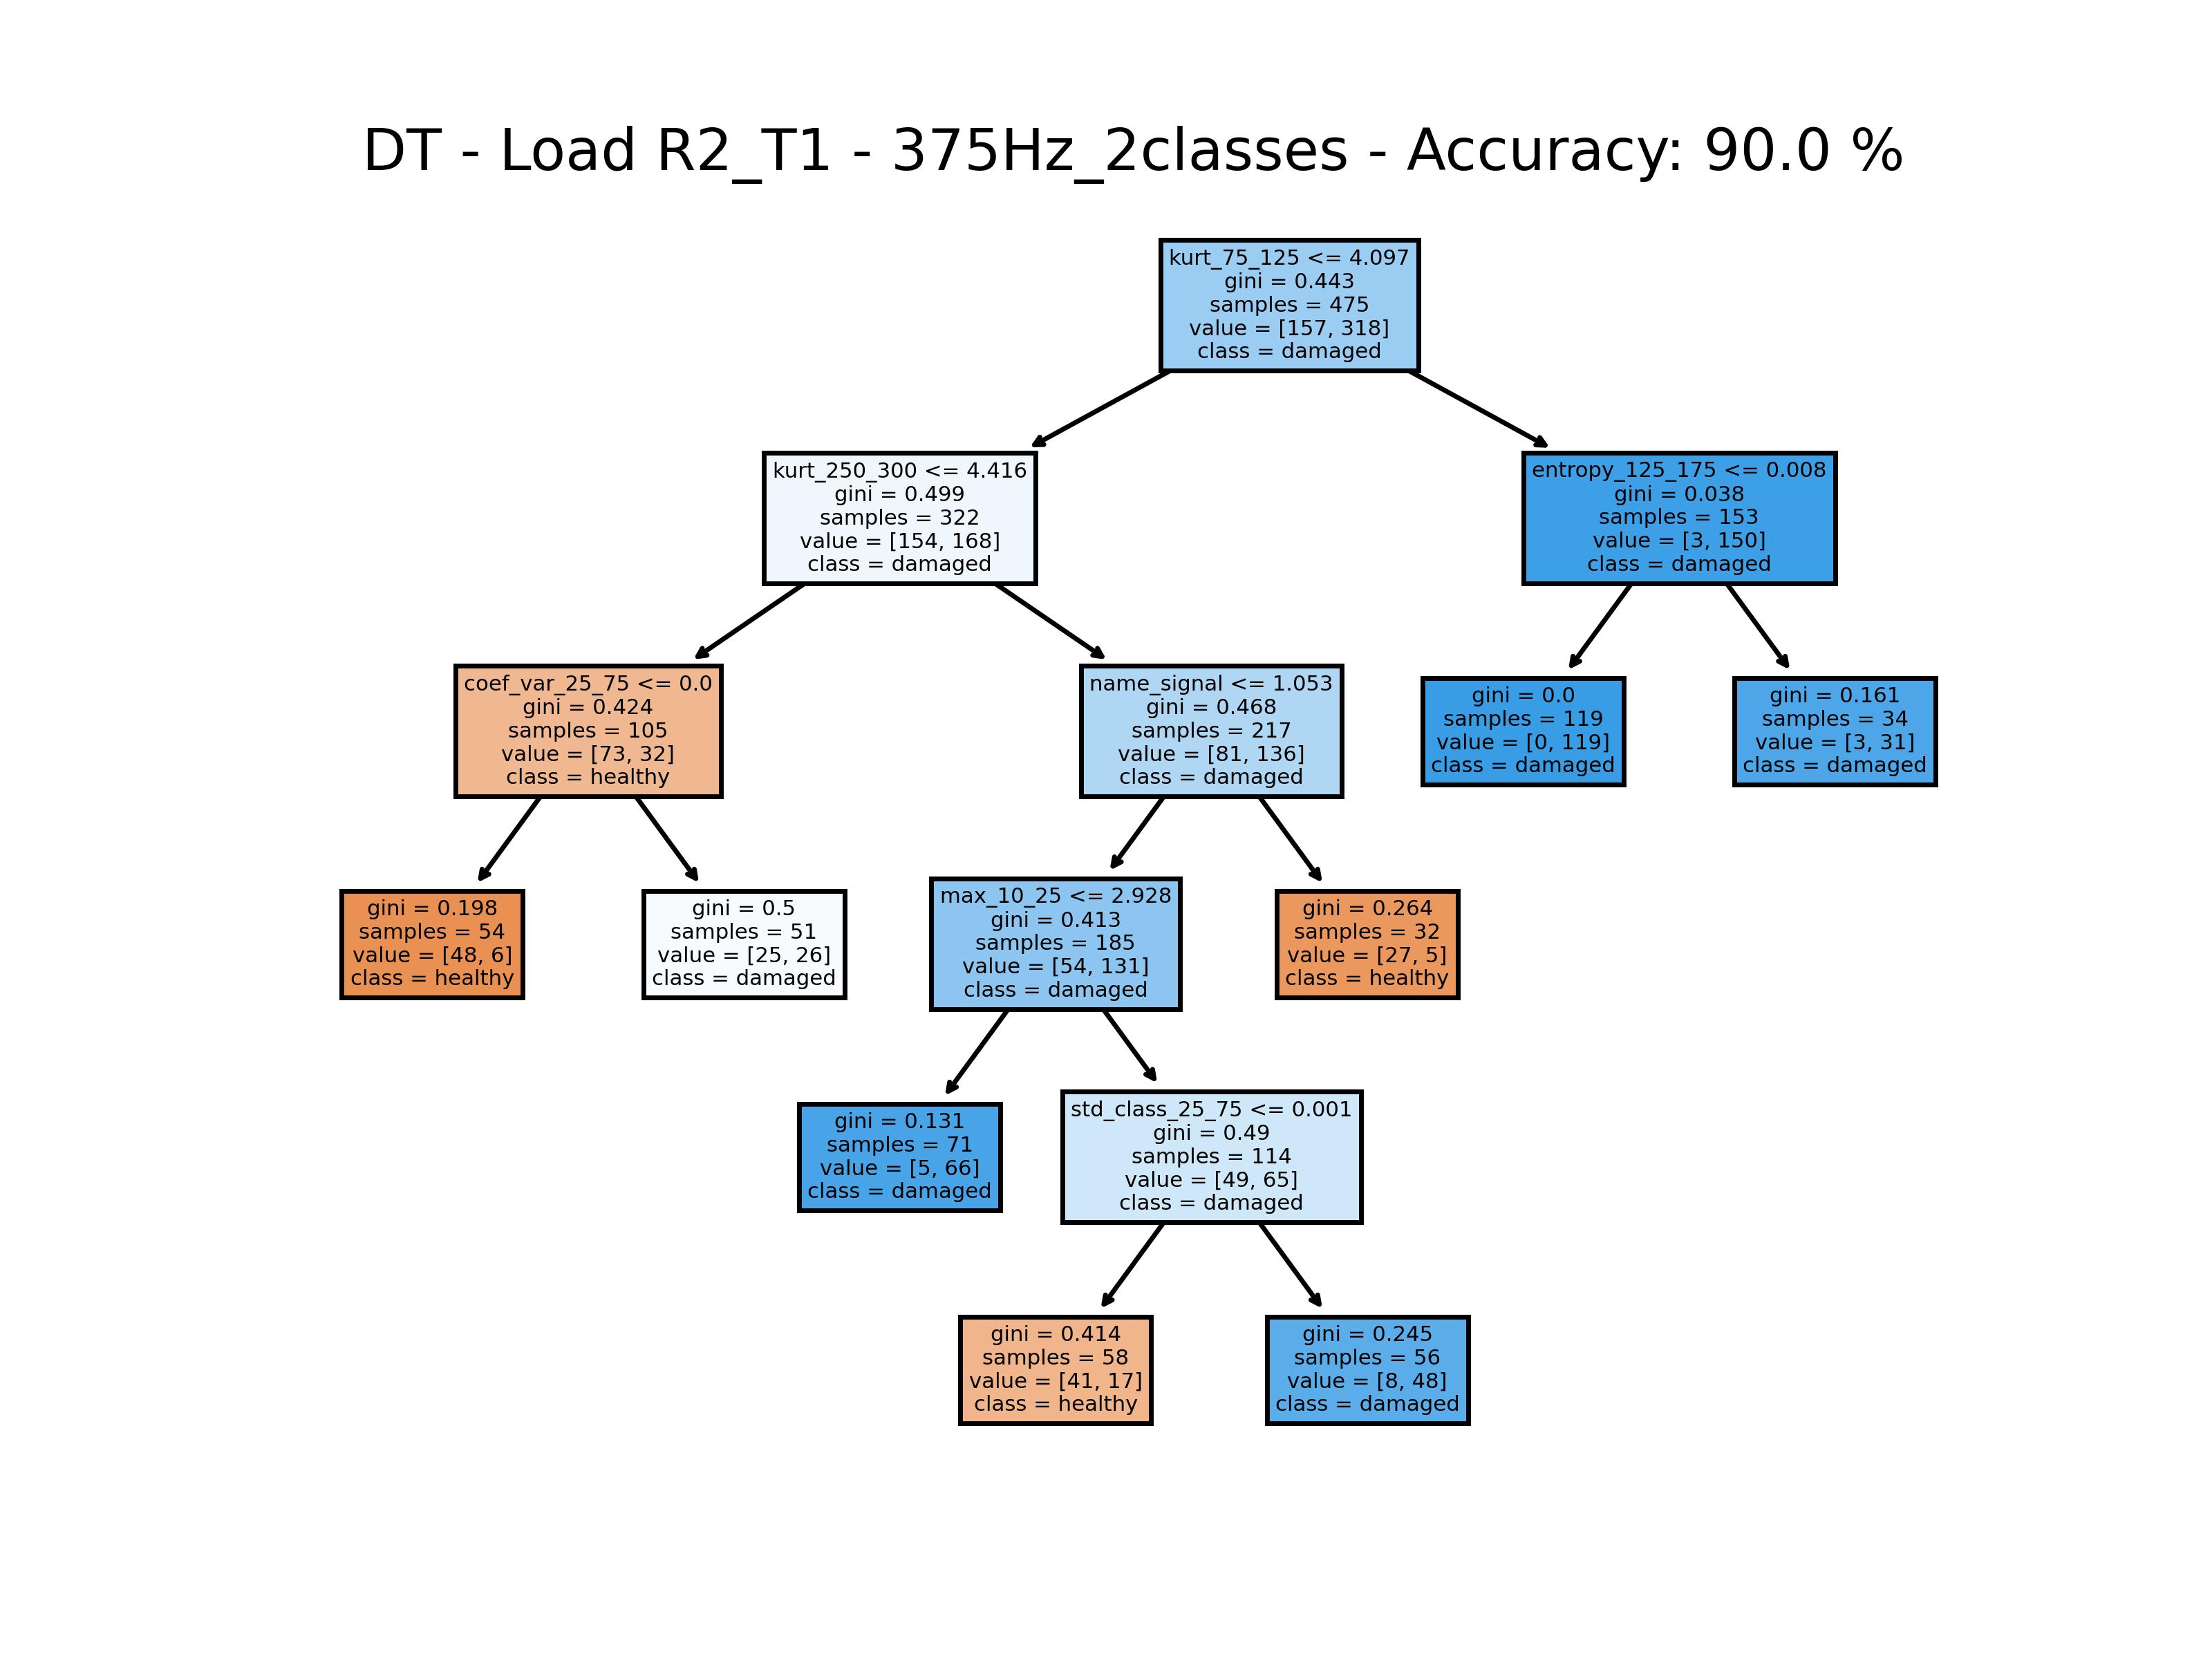 DT - Load R2_T1 - 375Hz_2classes - Accuracy: 90.0 %
kurt_75_125 <= 4.097
gini = 0.443
samples = 475
value = [157, 318]
class = damaged
kurt_250_300 <= 4.416
gini = 0.499
samples = 322
value = [154, 168]
class = damaged
entropy_125_175 <= 0.008
gini = 0.038
samples = 153
value = [3, 150]
class = damaged
coef_var_25_75 <= 0.0
gini = 0.424
samples = 105
value = [73, 32]
class = healthy
name_signal <= 1.053
gini = 0.468
samples = 217
value = [81, 136]
class = damaged
gini = 0.0
samples = 119
value = [0, 119]
class = damaged
gini = 0.161
samples = 34
value = [3, 31]
class = damaged
gini = 0.198
samples = 54
value = [48, 6]
class = healthy
gini = 0.5
samples = 51
value = [25, 26]
class = damaged
max_10_25 <= 2.928
gini = 0.413
samples = 185
value = [54, 131]
class = damaged
gini = 0.264
samples = 32
value = [27, 5]
class = healthy
gini = 0.131
samples = 71
value = [5, 66]
class = damaged
std_class_25_75 <= 0.001
gini = 0.49
samples = 114
value = [49, 65]
class = damaged
gini = 0.414
samples = 58
value = [41, 17]
class = healthy
gini = 0.245
samples = 56
value = [8, 48]
class = damaged